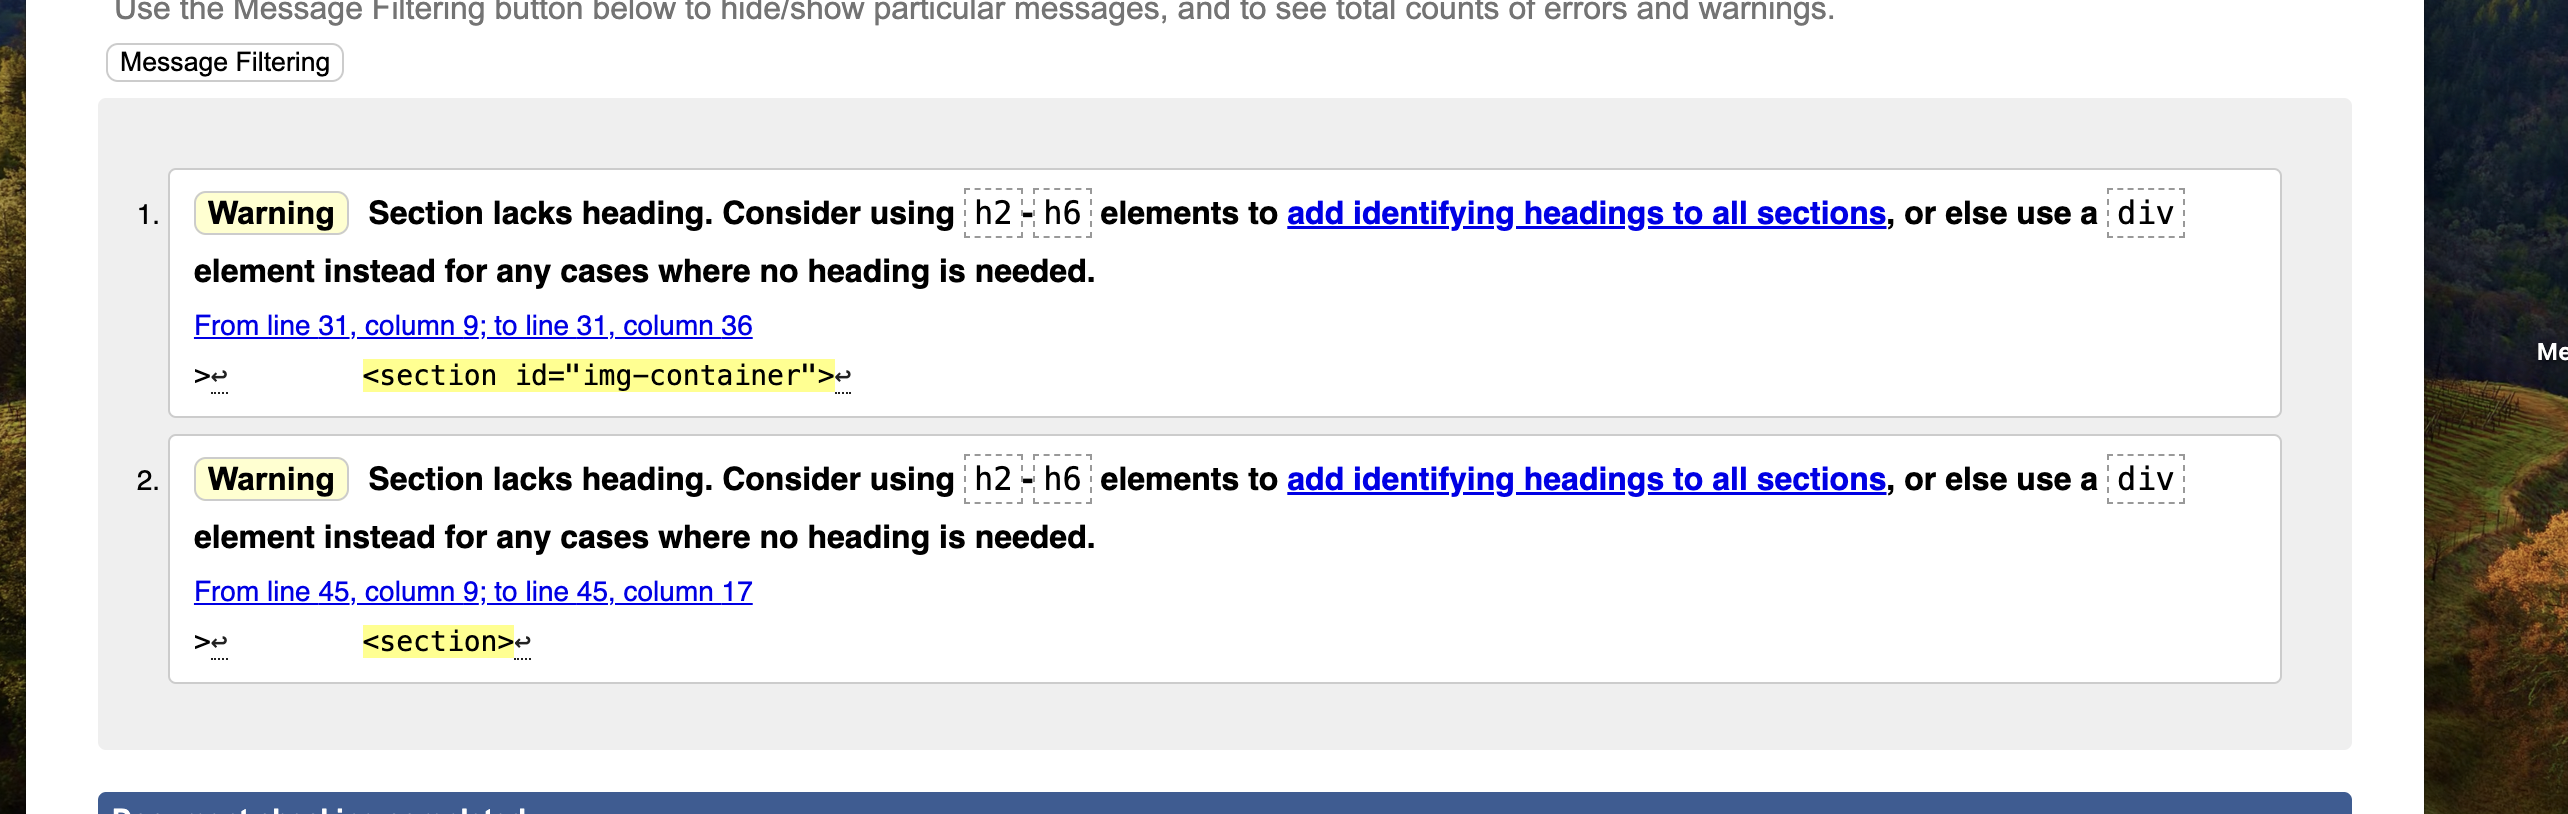 Use the Message Filtering button below to hide/show particular messages, and to see total counts of errors and warnings.
Message Filtering
1. Warning Section lacks heading. Consider using h2-h6 elements to add identifying headings to all sections, or else use a div
element instead for any cases where no heading is needed.
From line 31, column 9; to line 31, column 36
>↩ <section id="img-container">↩
2. Warning Section lacks heading. Consider using h2-h6 elements to add identifying headings to all sections, or else use a div
element instead for any cases where no heading is needed.
From line 45, column 9; to line 45, column 17
>↩ <section>↩
Me